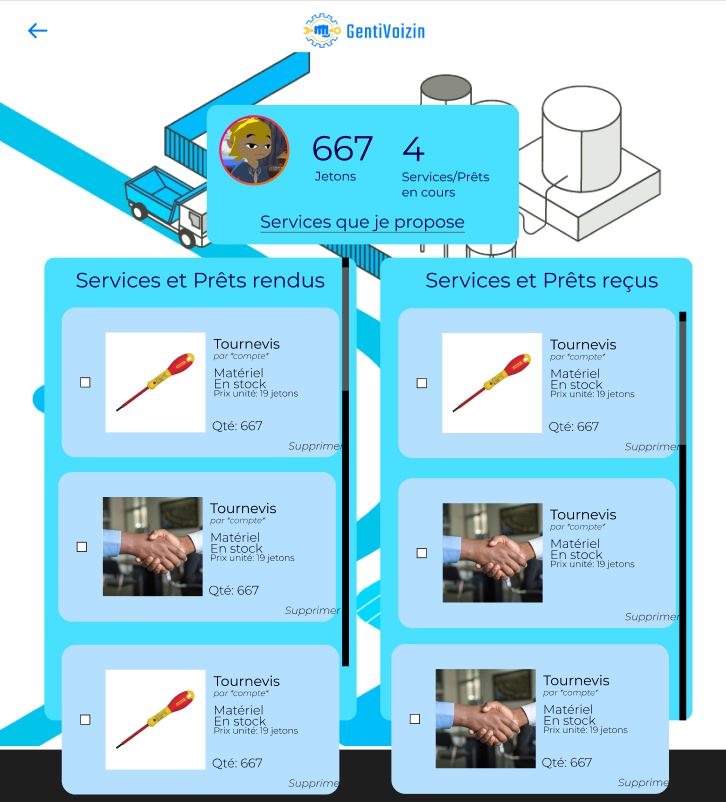 GentiVoizin
667
Jetons
4
Services/Prêts
en cours
Services que je propose
Services et Prêts rendus
Tournevis
par *compte*
Matériel
En stock
Prix unité: 19 jetons
Qté: 667
Supprimer
Tournevis
par *compte*
Matériel
En stock
Prix unité: 19 jetons
Qté: 667
Supprimer
Tournevis
par *compte*
Matériel
En stock
Prix unité: 19 jetons
Qté: 667
Supprime
Services et Prêts reçus
Tournevis
par *compte*
Matériel
En stock
Prix unité: 19 jetons
Qté: 667
Supprimer
Tournevis
par *compte*
Matériel
En stock
Prix unité: 19 jetons
Supprimer
Tournevis
par *compte*
Matériel
En stock
Prix unité: 19 jetons
Qté: 667
Supprime